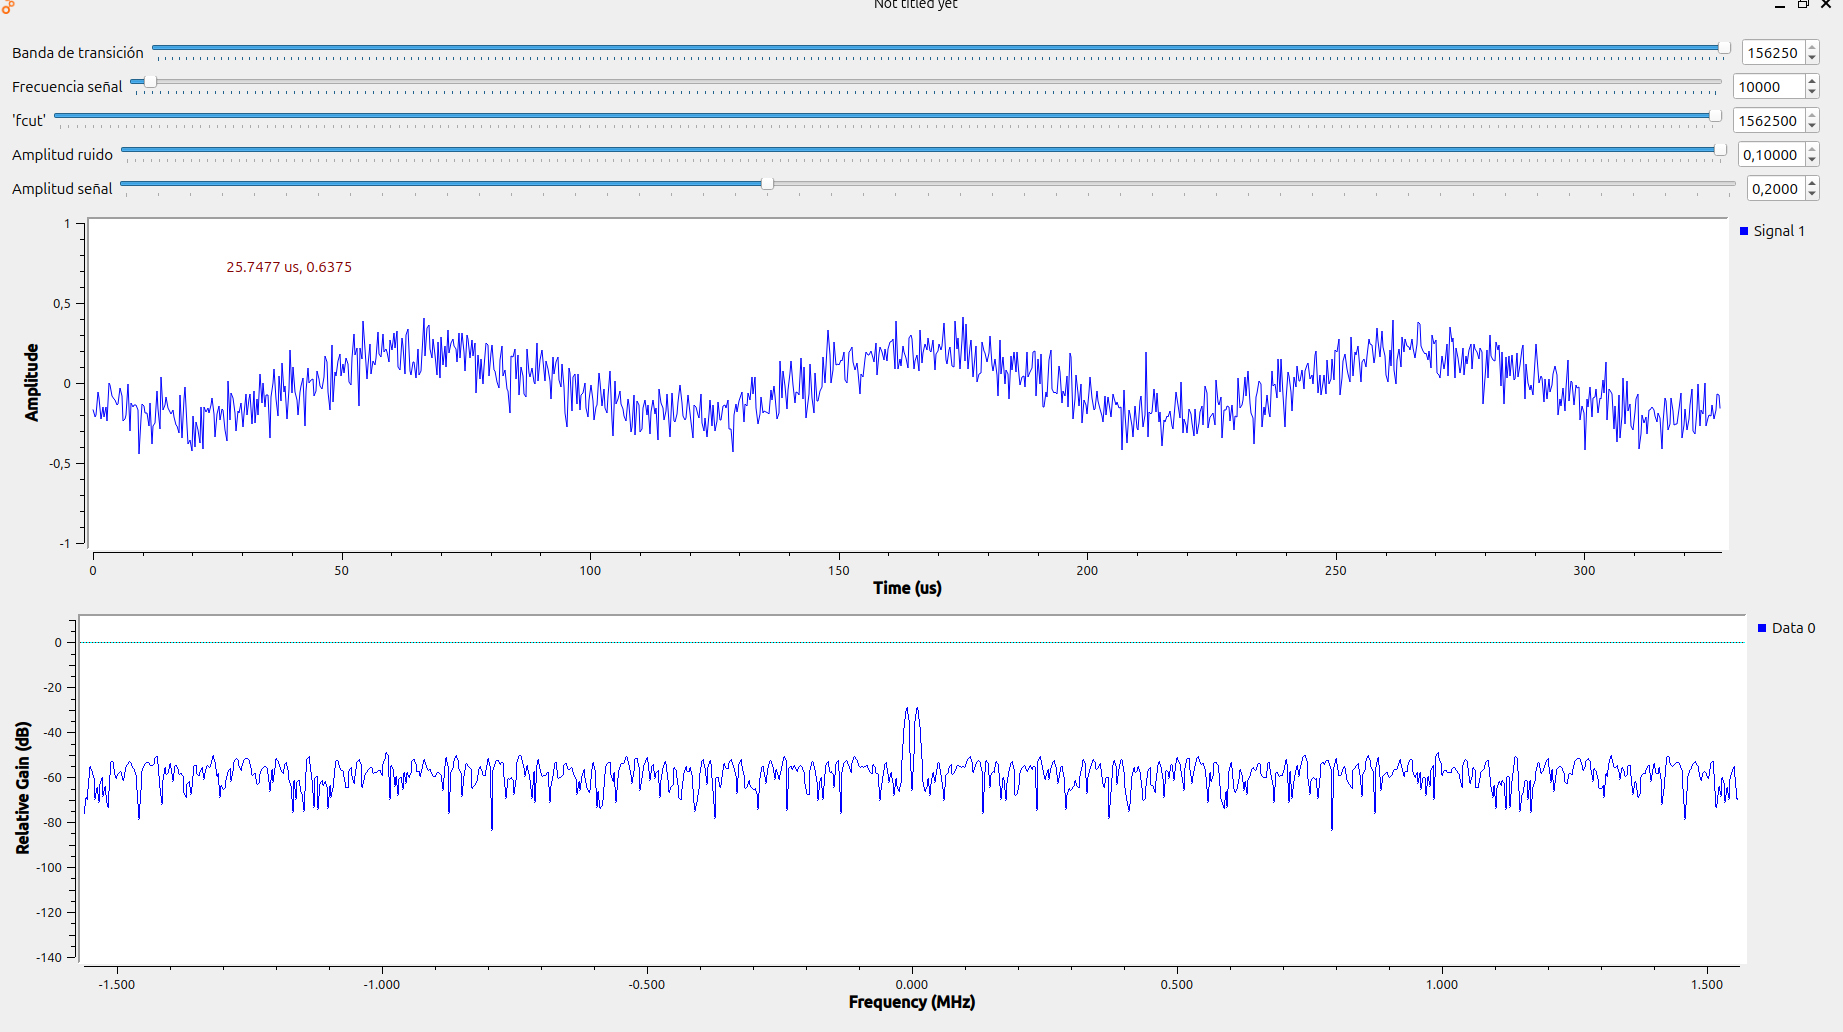 Not titled yet
Banda de transición 156250
Frecuencia señal 10000
'fcut' 1562500
Amplitud ruido 0,10000
Amplitud señal 0,2000
1
Signal 1
25.7477 us, 0.6375
0,5
Amplitude
0
-0,5
-1
0 50 100 150 200 250 300
Time (us)
Data 0
0
-20
-40
Relative Gain (dB)
-60
-80
-100
-120
-140
-1.500 -1.000 -0.500 0.000 0.500 1.000 1.500
Frequency (MHz)